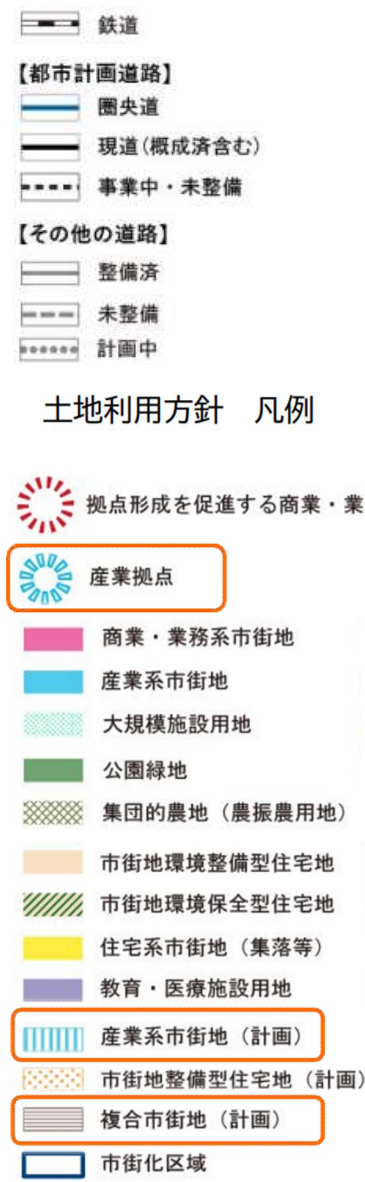 鉄道
【都市計画道路】
圏央道
現道(概成済含む)
事業中・未整備
【その他の道路】
整備済
未整備
計画中
土地利用方針　凡例
拠点形成を促進する商業・業
産業拠点
商業・業務系市街地
産業系市街地
大規模施設用地
公園緑地
集団的農地（農振農用地）
市街地環境整備型住宅地
市街地環境保全型住宅地
住宅系市街地（集落等）
教育・医療施設用地
産業系市街地（計画）
市街地整備型住宅地（計画）
複合市街地（計画）
市街化区域